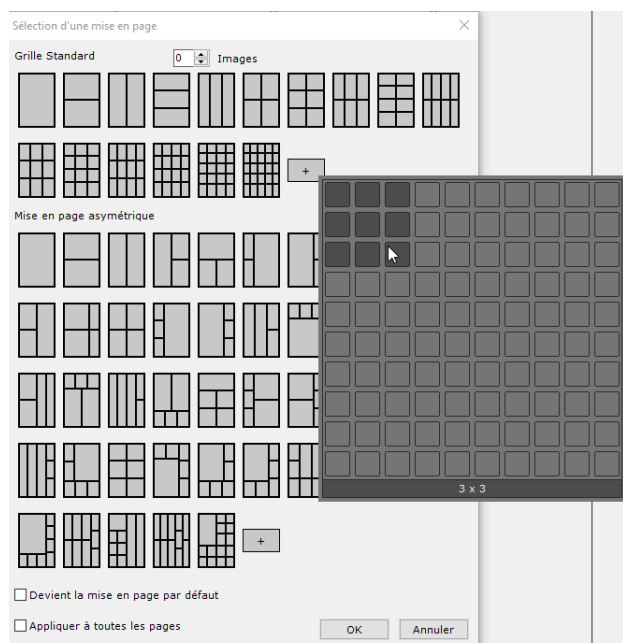 Sélection d'une mise en page
Grille Standard 0 Images
+
Mise en page asymétrique
3 x 3
+
Devient la mise en page par défaut
Appliquer à toutes les pages
OK Annuler